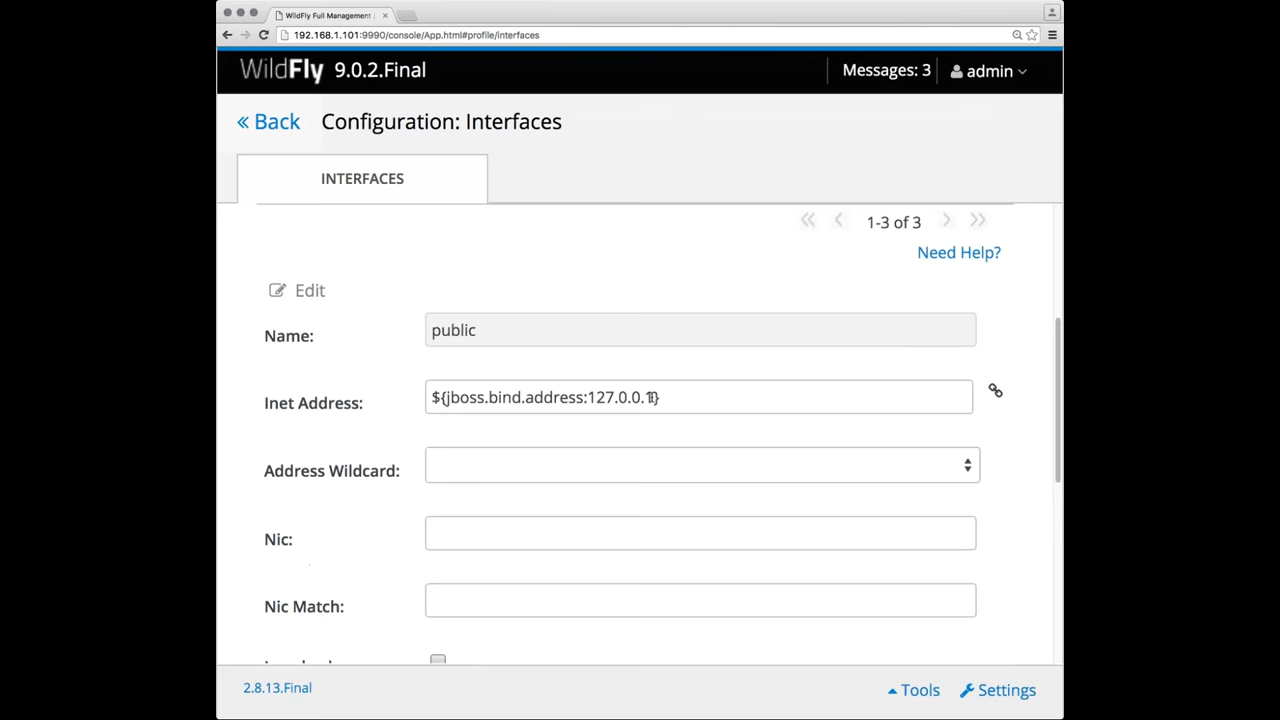 WildFly Full Management
192.168.1.101:9990/console/App.html#profile/interfaces
WildFly 9.0.2.Final
Messages: 3
admin
« Back
Configuration: Interfaces
INTERFACES
1-3 of 3
Need Help?
Edit
Name:
public
Inet Address:
${jboss.bind.address:127.0.0.1}
Address Wildcard:
Nic:
Nic Match:
2.8.13.Final
Tools
Settings